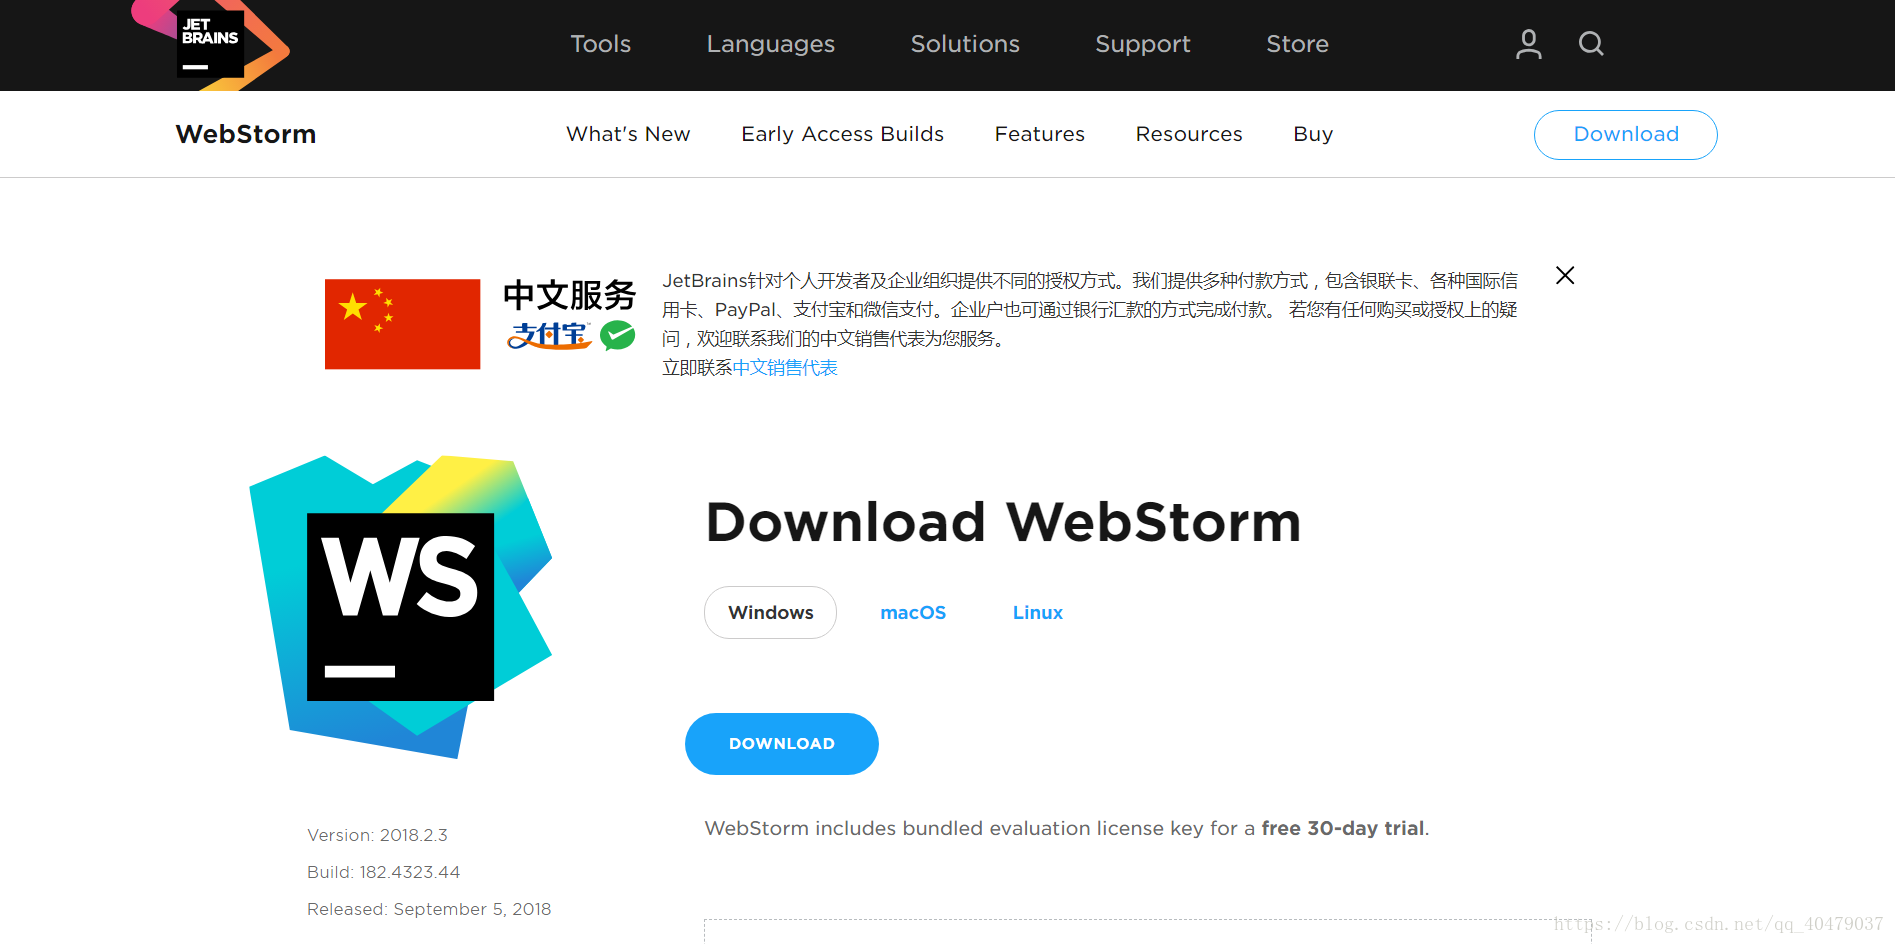 JET
BRAINS
Tools
Languages
Solutions
Support
Store
WebStorm
What's New
Early Access Builds
Features
Resources
Buy
Download
中文服务
支付宝
JetBrains针对个人开发者及企业组织提供不同的授权方式。我们提供多种付款方式，包含银联卡、各种国际信
用卡、PayPal、支付宝和微信支付。企业户也可通过银行汇款的方式完成付款。 若您有任何购买或授权上的疑
问，欢迎联系我们的中文销售代表为您服务。
立即联系中文销售代表
WS
Download WebStorm
Windows
macOS
Linux
DOWNLOAD
WebStorm includes bundled evaluation license key for a free 30-day trial.
Version: 2018.2.3
Build: 182.4323.44
Released: September 5, 2018
https://blog.csdn.net/qq_40479037